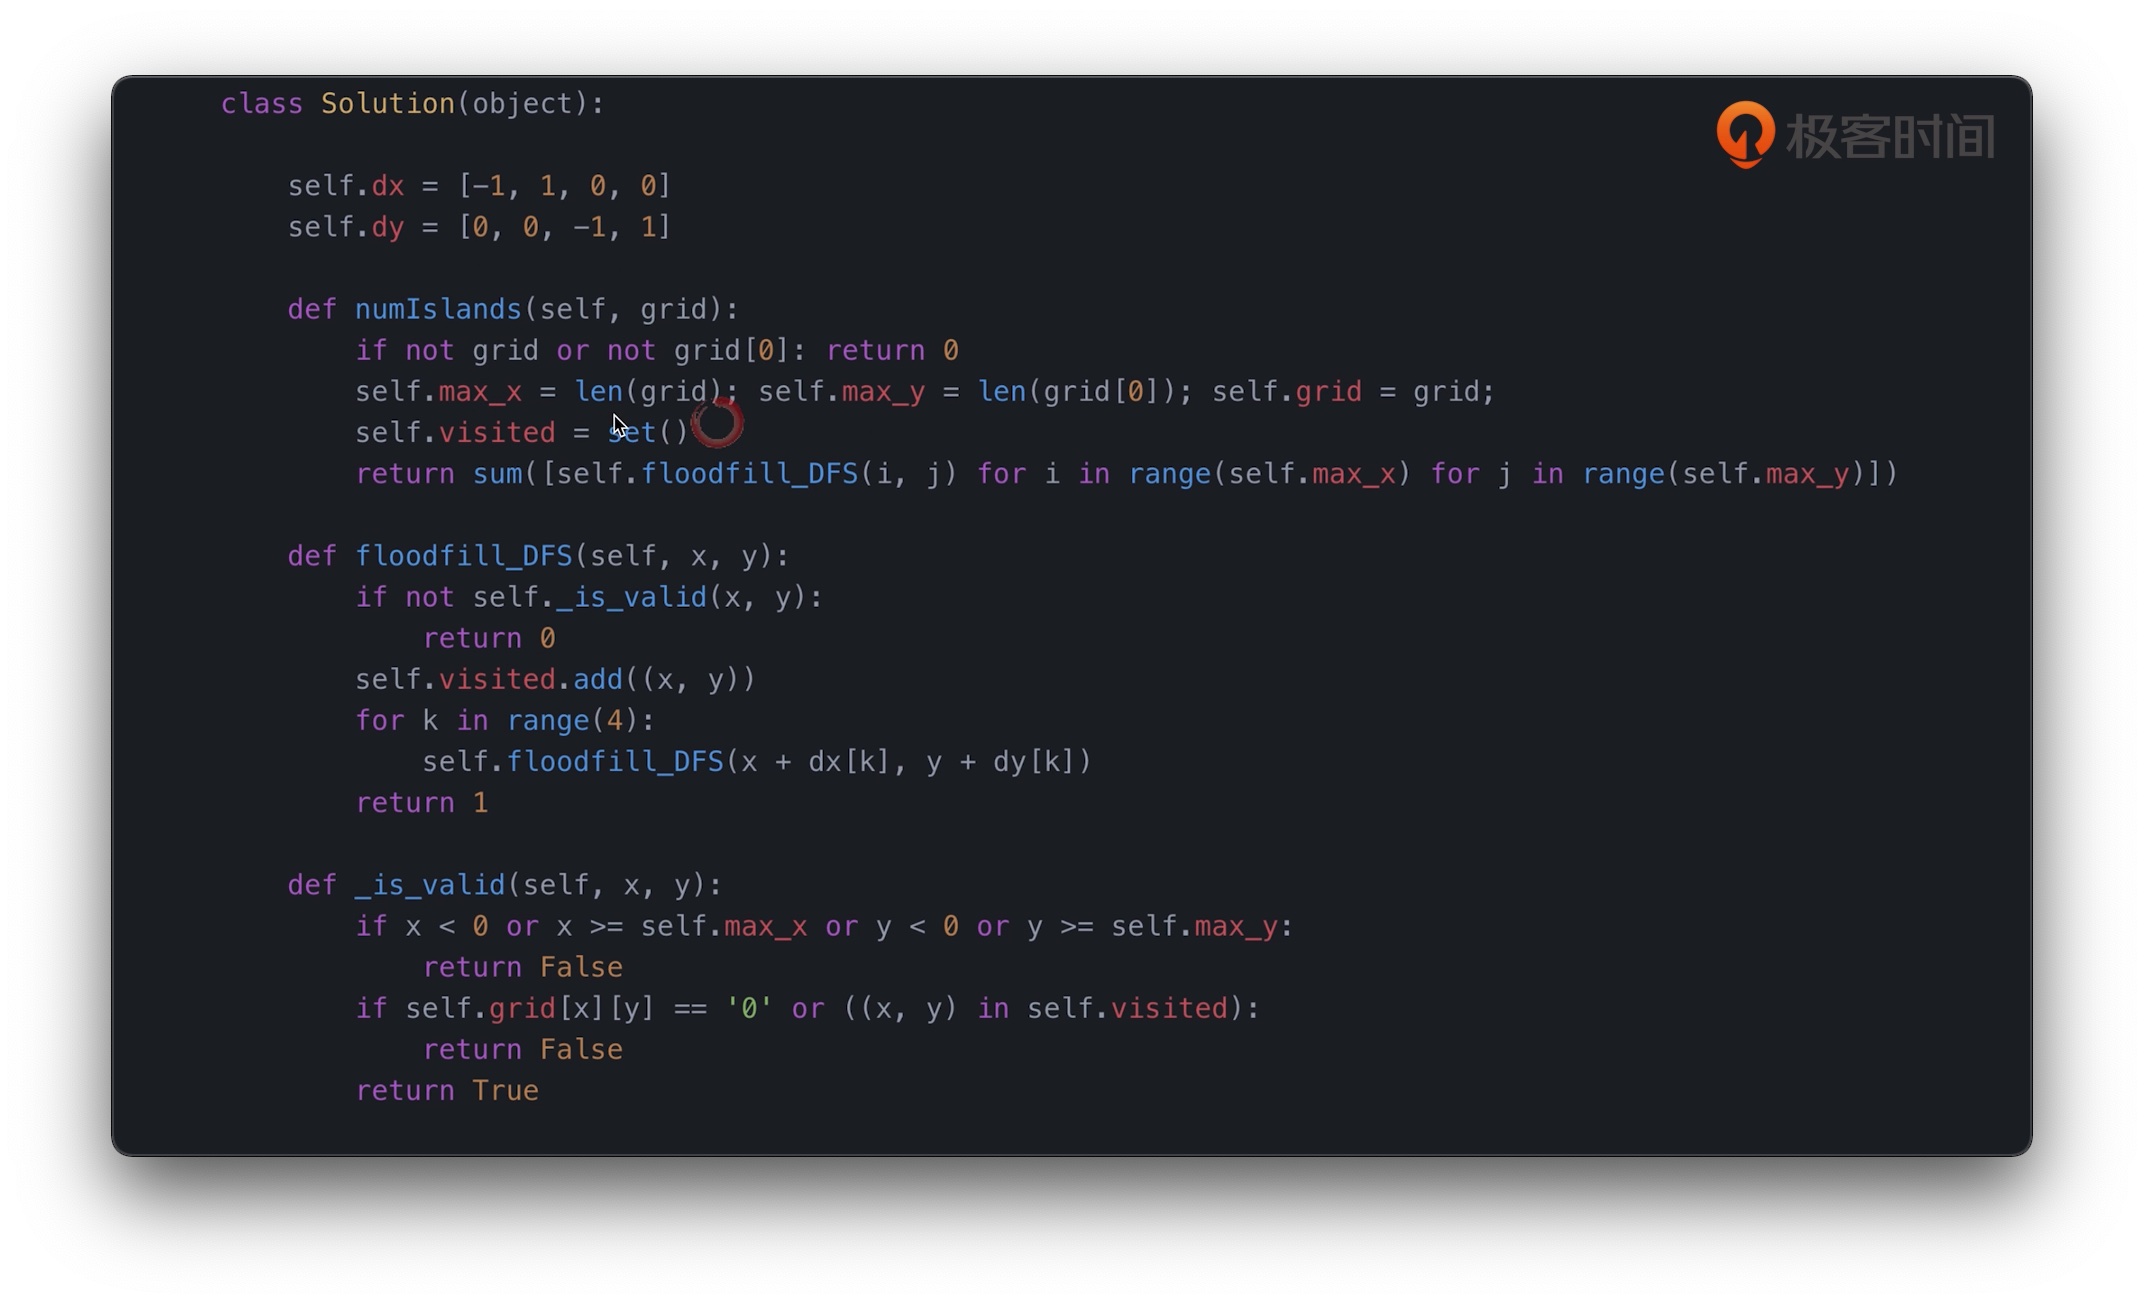 class Solution(object):
极客时间
self.dx = [-1, 1, 0, 0]
self.dy = [0, 0, -1, 1]
def numIslands(self, grid):
if not grid or not grid[0]: return 0
self.max_x = len(grid); self.max_y = len(grid[0]); self.grid = grid;
self.visited = set()
return sum([self.floodfill_DFS(i, j) for i in range(self.max_x) for j in range(self.max_y)])
def floodfill_DFS(self, x, y):
if not self._is_valid(x, y):
return 0
self.visited.add((x, y))
for k in range(4):
self.floodfill_DFS(x + dx[k], y + dy[k])
return 1
def _is_valid(self, x, y):
if x < 0 or x >= self.max_x or y < 0 or y >= self.max_y:
return False
if self.grid[x][y] == '0' or ((x, y) in self.visited):
return False
return True